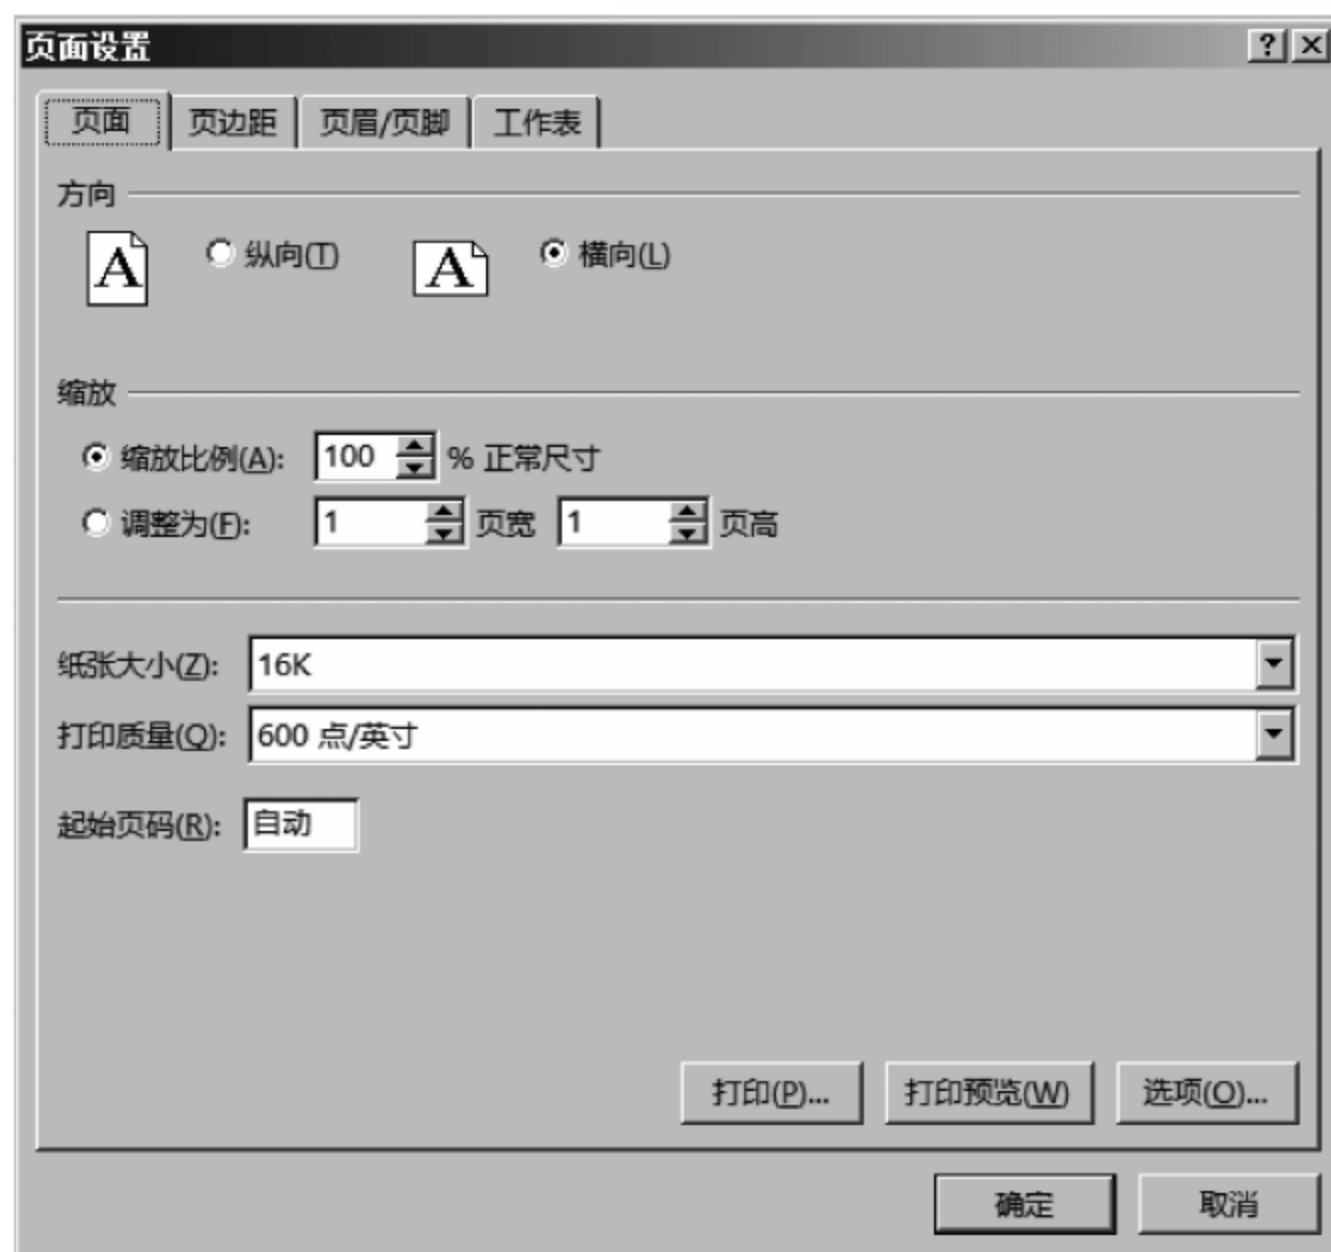 页面设置
页面 页边距 页眉/页脚 工作表
方向
A 纵向(T) A 横向(L)
缩放
缩放比例(A): 100 % 正常尺寸
调整为(F): 1 页宽 1 页高
纸张大小(Z): 16K
打印质量(Q): 600 点/英寸
起始页码(R): 自动
打印(P)... 打印预览(W) 选项(O)...
确定 取消